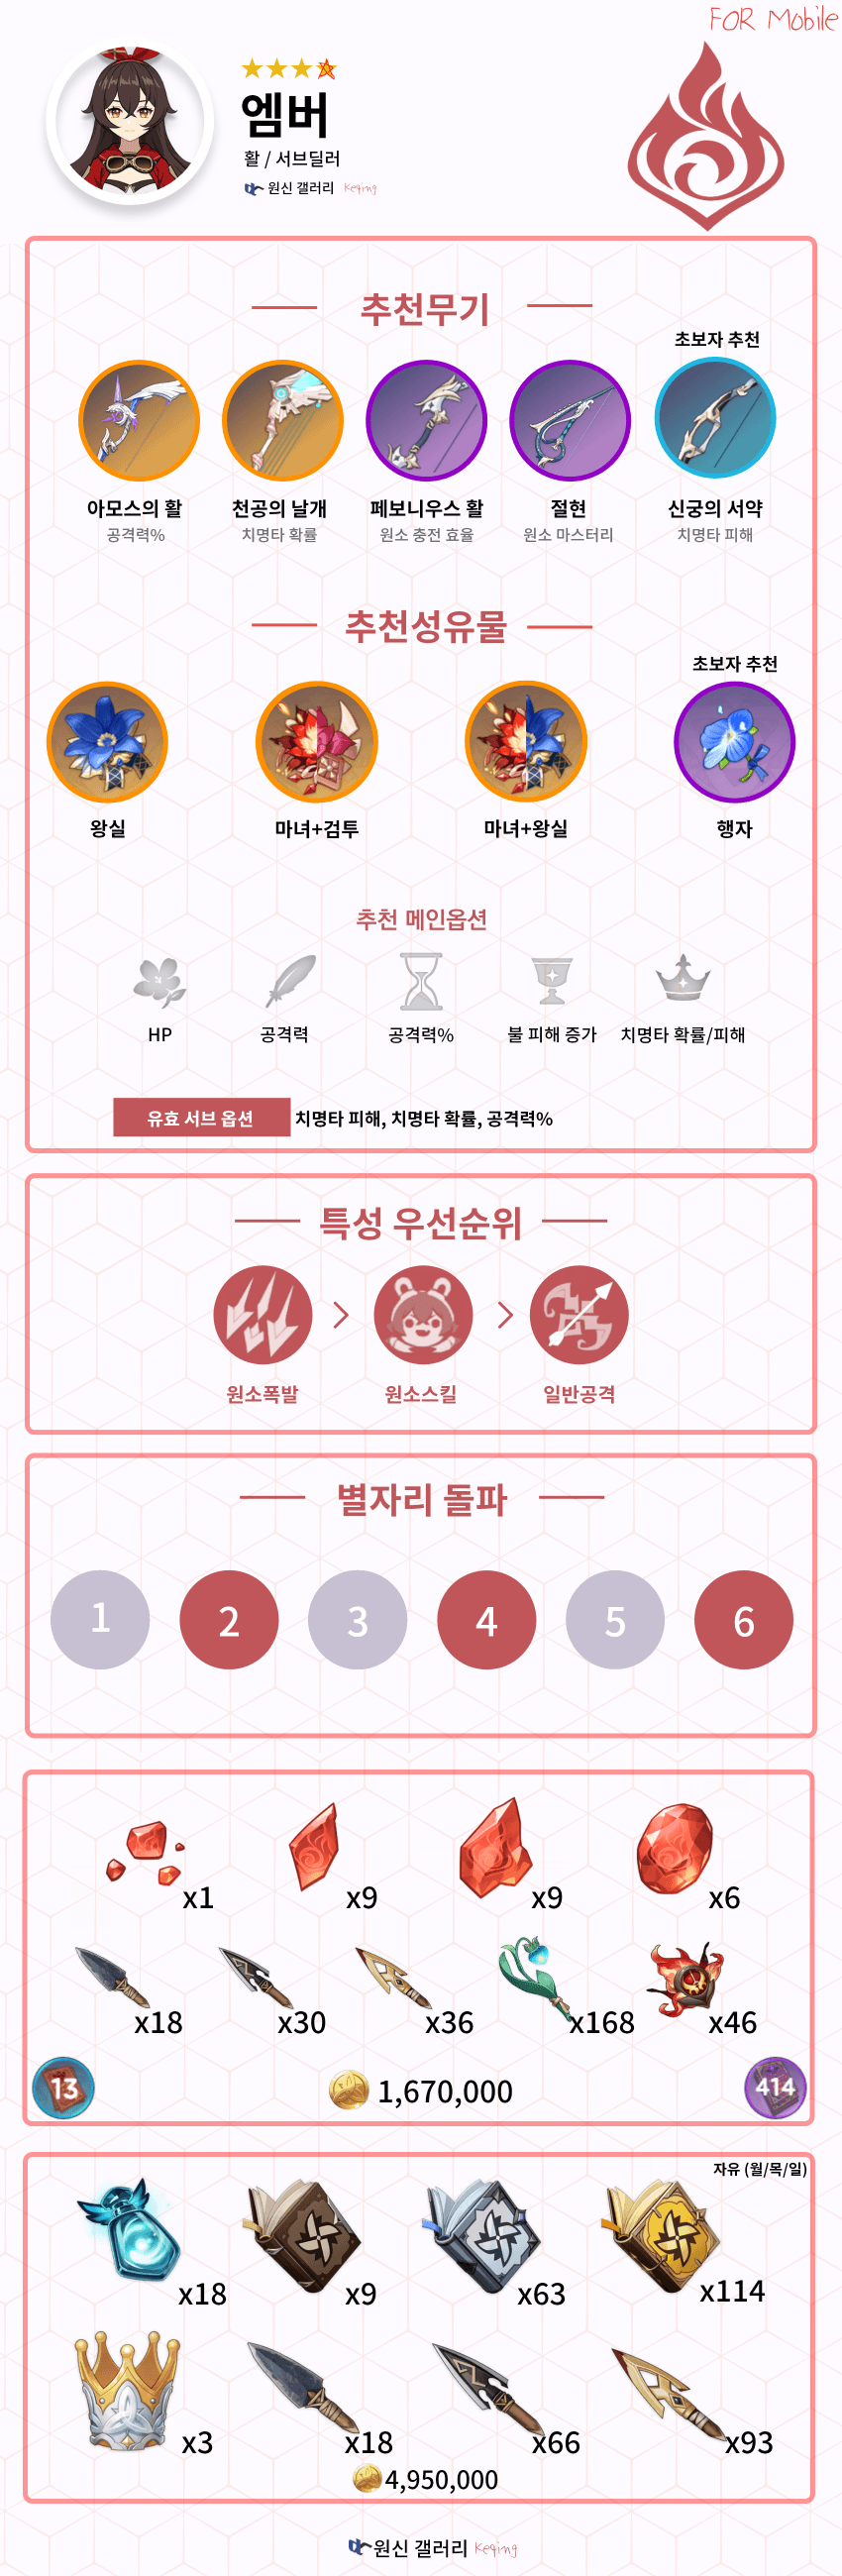 FOR Mobile
엠버
활 / 서브딜러
원신 갤러리 Keqing
추천무기
초보자 추천
아모스의 활 천공의 날개 페보니우스 활 절현 신궁의 서약
공격력% 치명타 확률 원소 충전 효율 원소 마스터리 치명타 피해
추천성유물
초보자 추천
왕실 마녀+검투 마녀+왕실 행자
추천 메인옵션
HP 공격력 공격력% 불 피해 증가 치명타 확률/피해
유효 서브 옵션 치명타 피해, 치명타 확률, 공격력%
특성 우선순위
> >
원소폭발 원소스킬 일반공격
별자리 돌파
1 2 3 4 5 6
x1 x9 x9 x6
x18 x30 x36 x168 x46
13 1,670,000 414
자유 (월/목/일)
x18 x9 x63 x114
x3 x18 x66 x93
4,950,000
원신 갤러리 Keqing